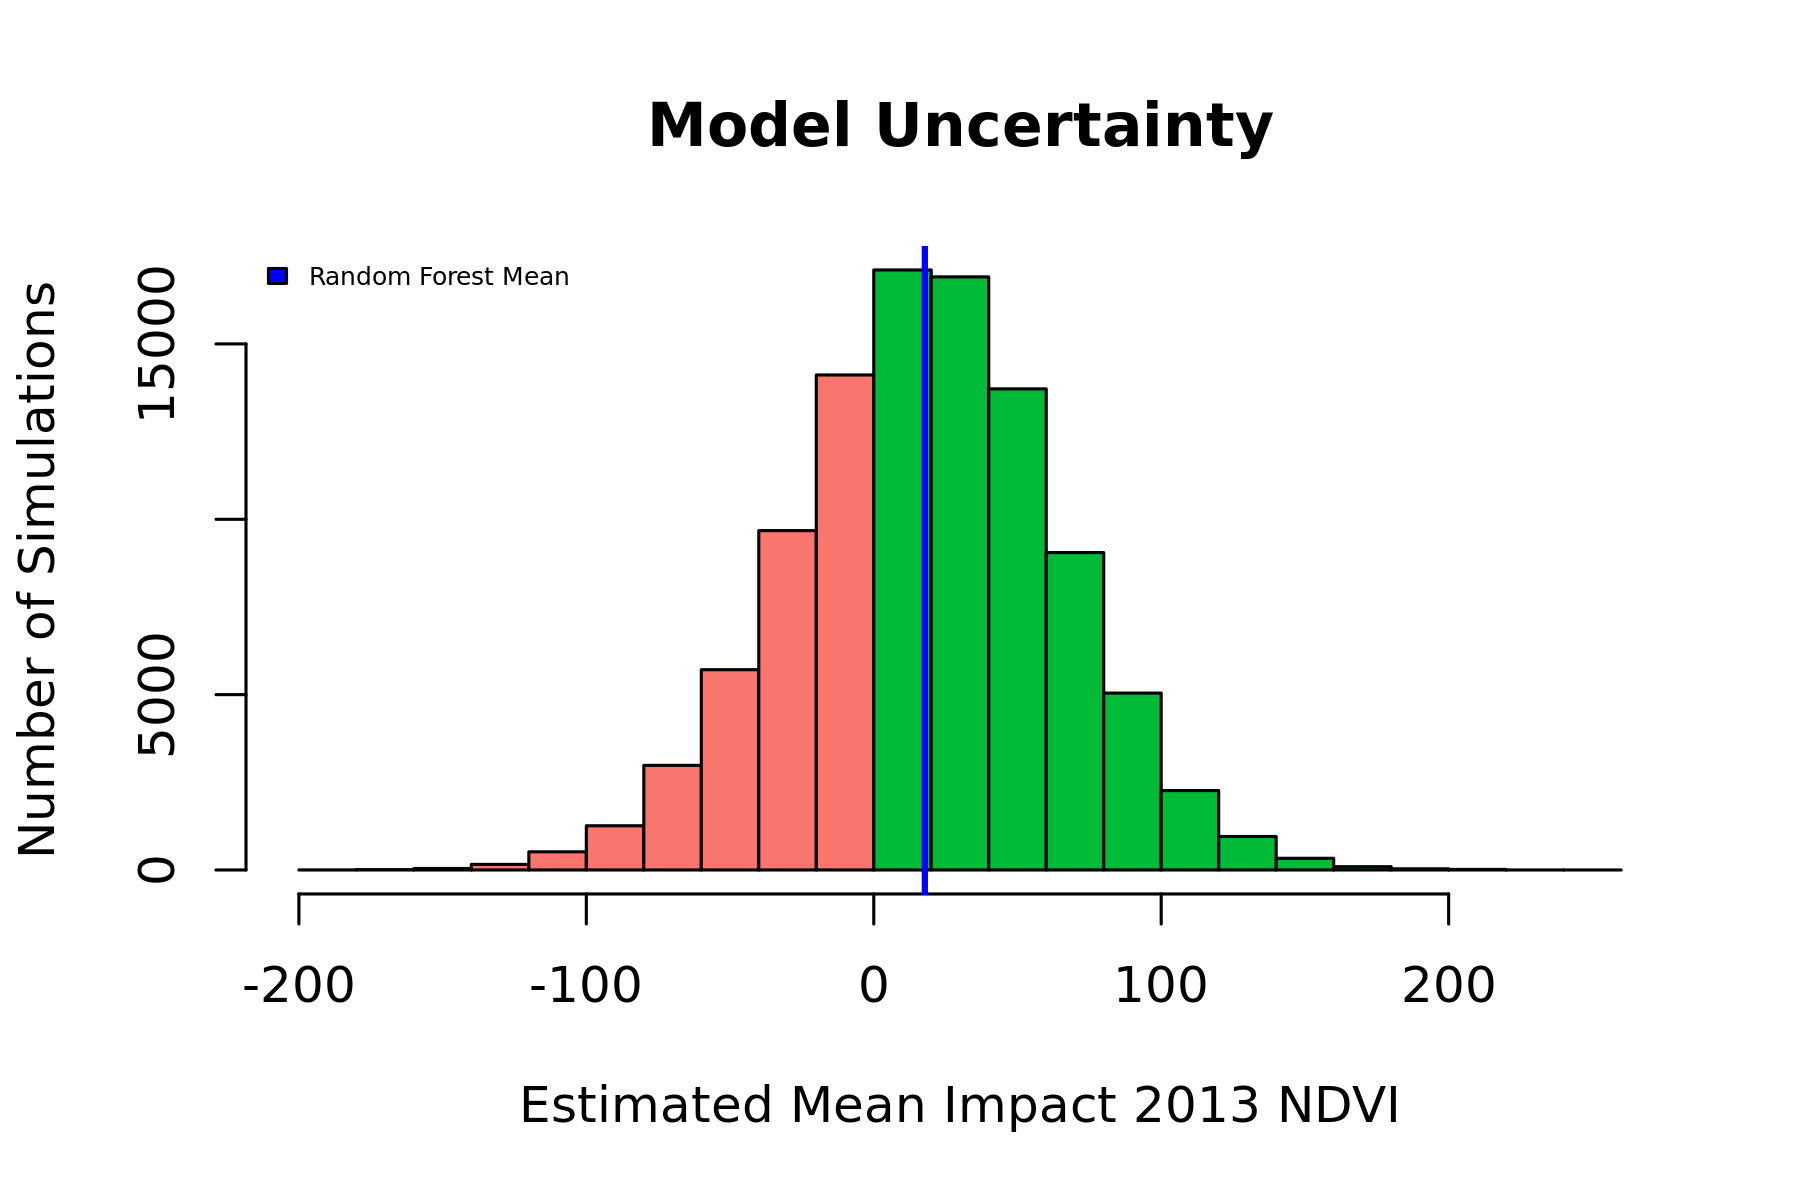 Model Uncertainty
Random Forest Mean
Number of Simulations
15000
5000
0
-200 -100 0 100 200
Estimated Mean Impact 2013 NDVI